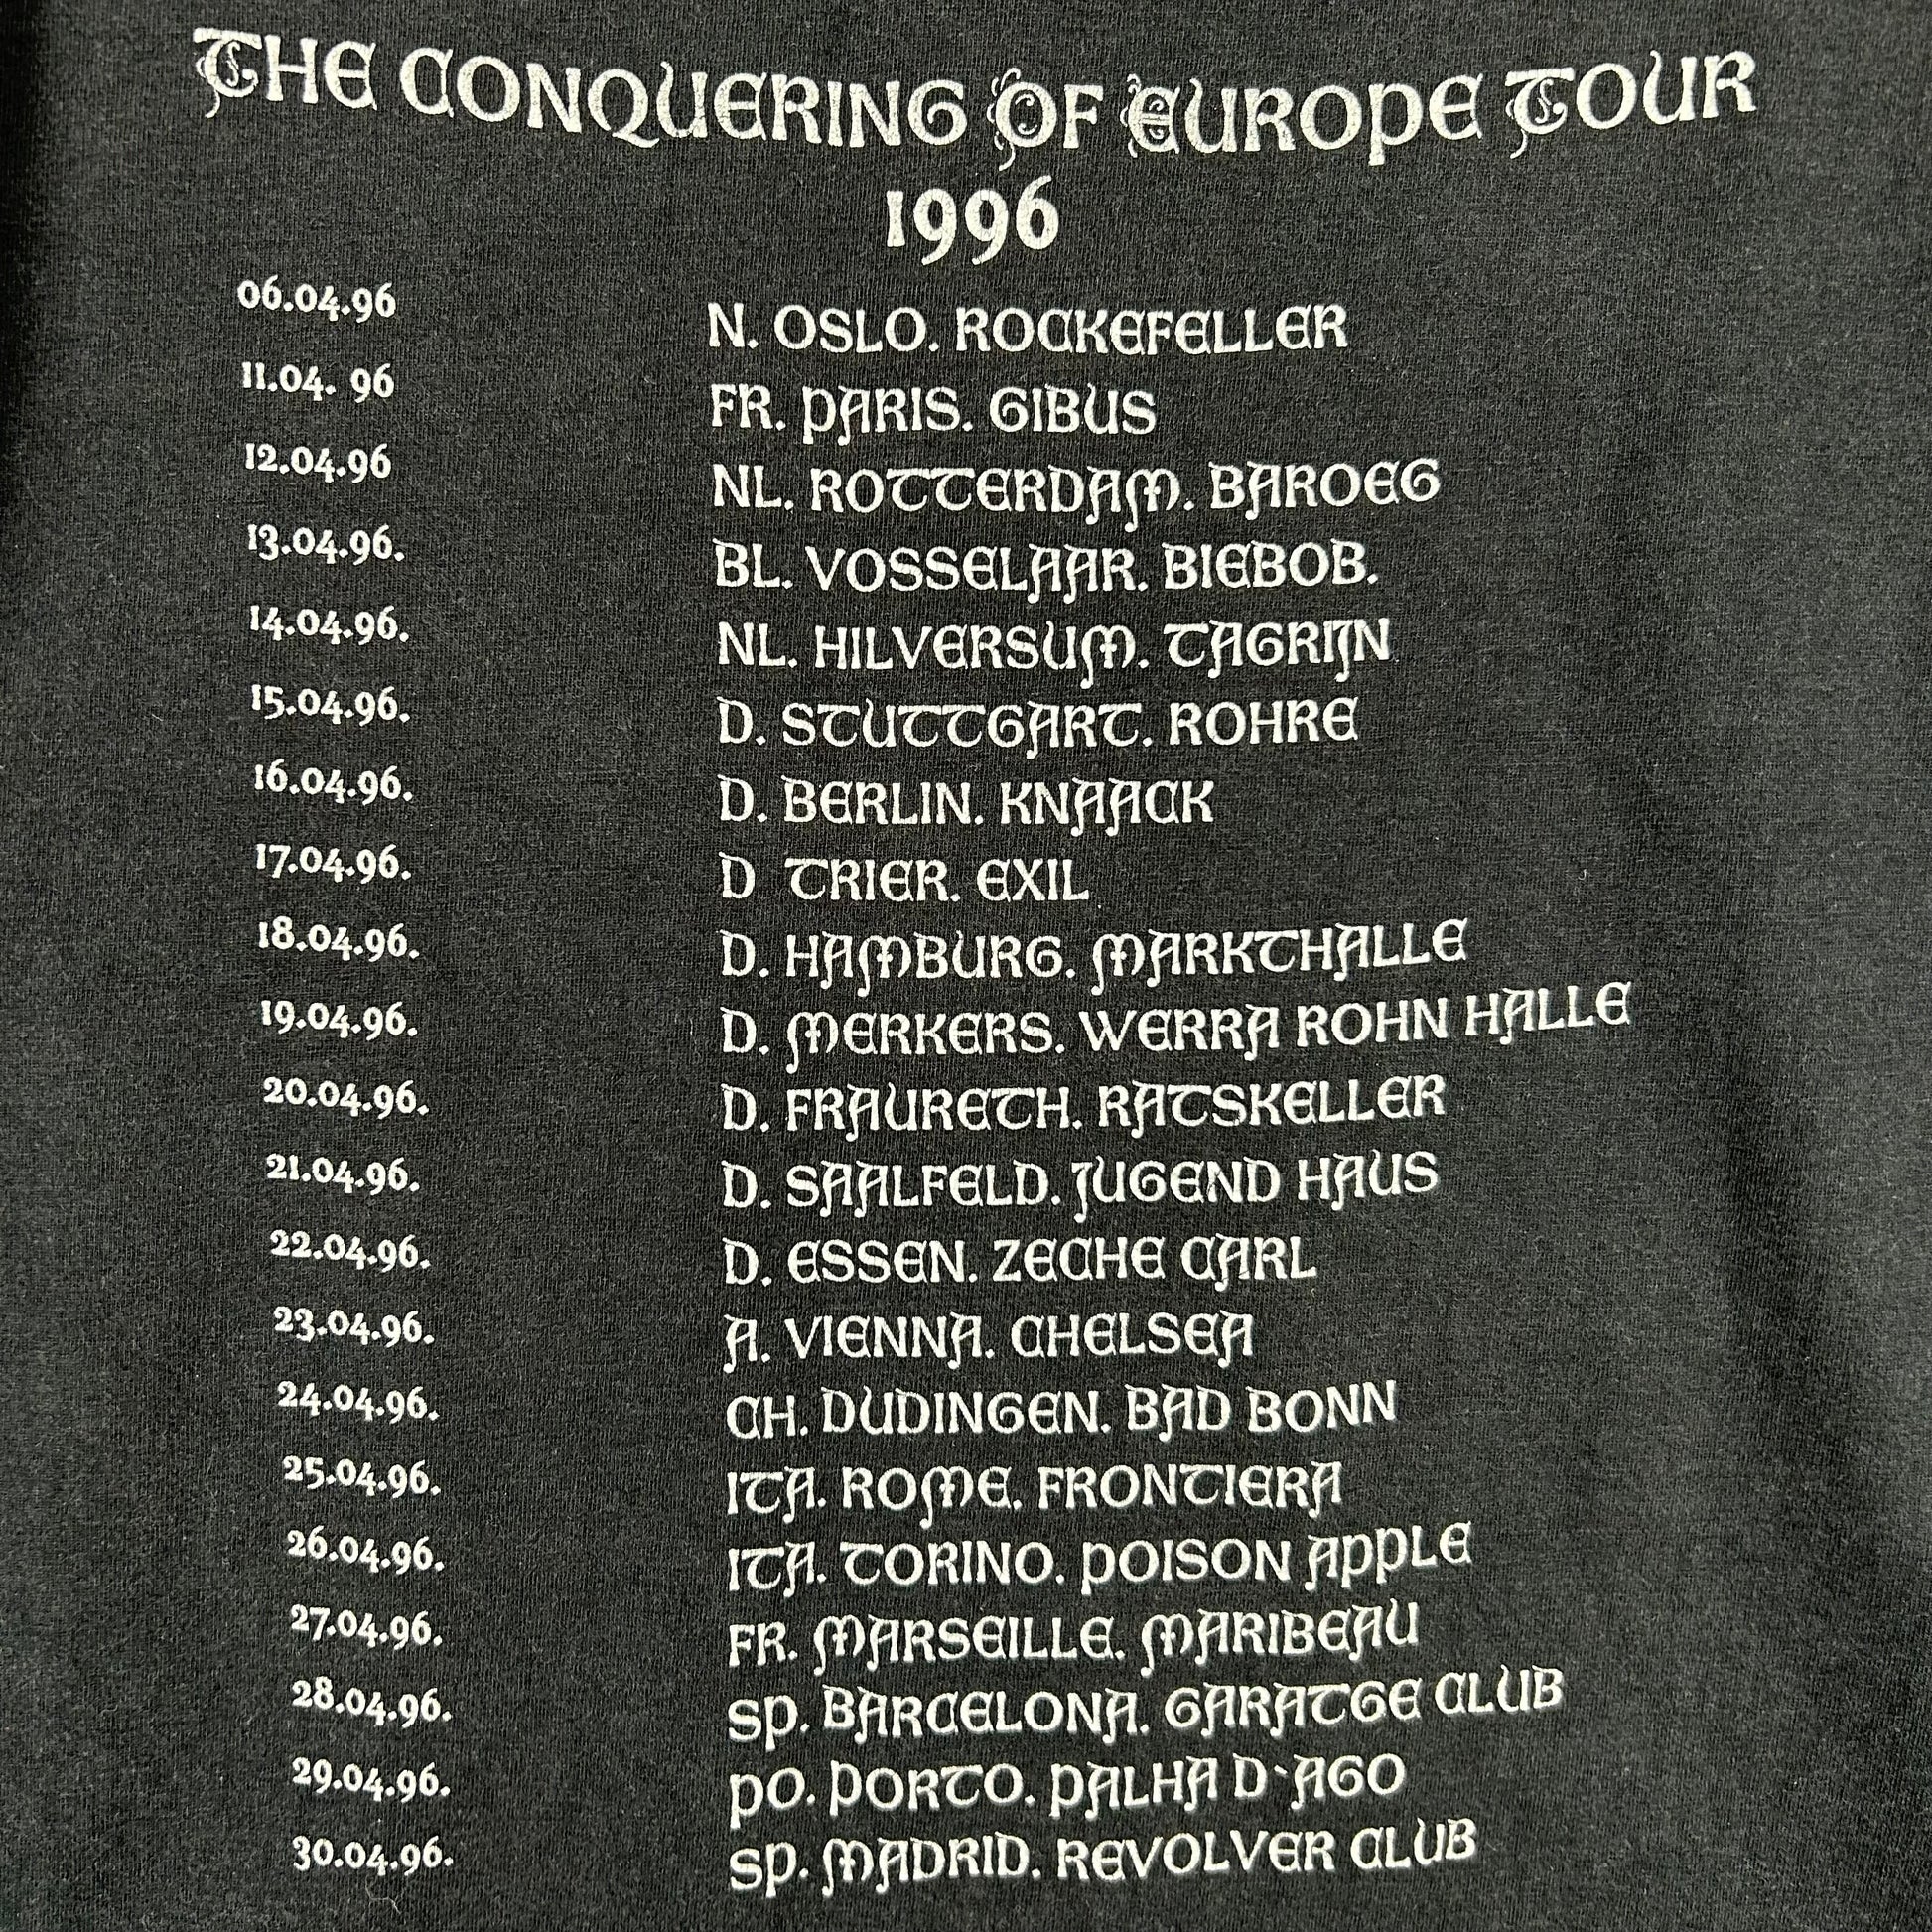 THE CONQUERING OF EUROPE TOUR
1996
06.04.96 N. OSLO. ROCKEFELLER
11.04. 96 FR. PARIS. GIBUS
12.04.96 NL. ROTTERDAM. BAROEG
13.04.96. BL. VOSSELAAR. BIEBOB.
14.04.96. NL. HILVERSUM. TAGRIJN
15.04.96. D. STUTTGART. ROHRE
16.04.96. D. BERLIN. KNAACK
17.04.96. D TRIER. EXIL
18.04.96. D. HAMBURG. MARKTHALLE
19.04.96. D. MERKERS. WERRA ROHN HALLE
20.04.96. D. FRAURETH. RATSKELLER
21.04.96. D. SAALFELD. JUGEND HAUS
22.04.96. D. ESSEN. ZECHE CARL
23.04.96. A. VIENNA. CHELSEA
24.04.96. CH. DUDINGEN. BAD BONN
25.04.96. ITA. ROME. FRONTIERA
26.04.96. ITA. TORINO. POISON APPLE
27.04.96. FR. MARSEILLE. MARIBEAU
28.04.96. SP. BARCELONA. GARATGE CLUB
29.04.96. PO. PORTO. PALHA D`AGO
30.04.96. SP. MADRID. REVOLVER CLUB